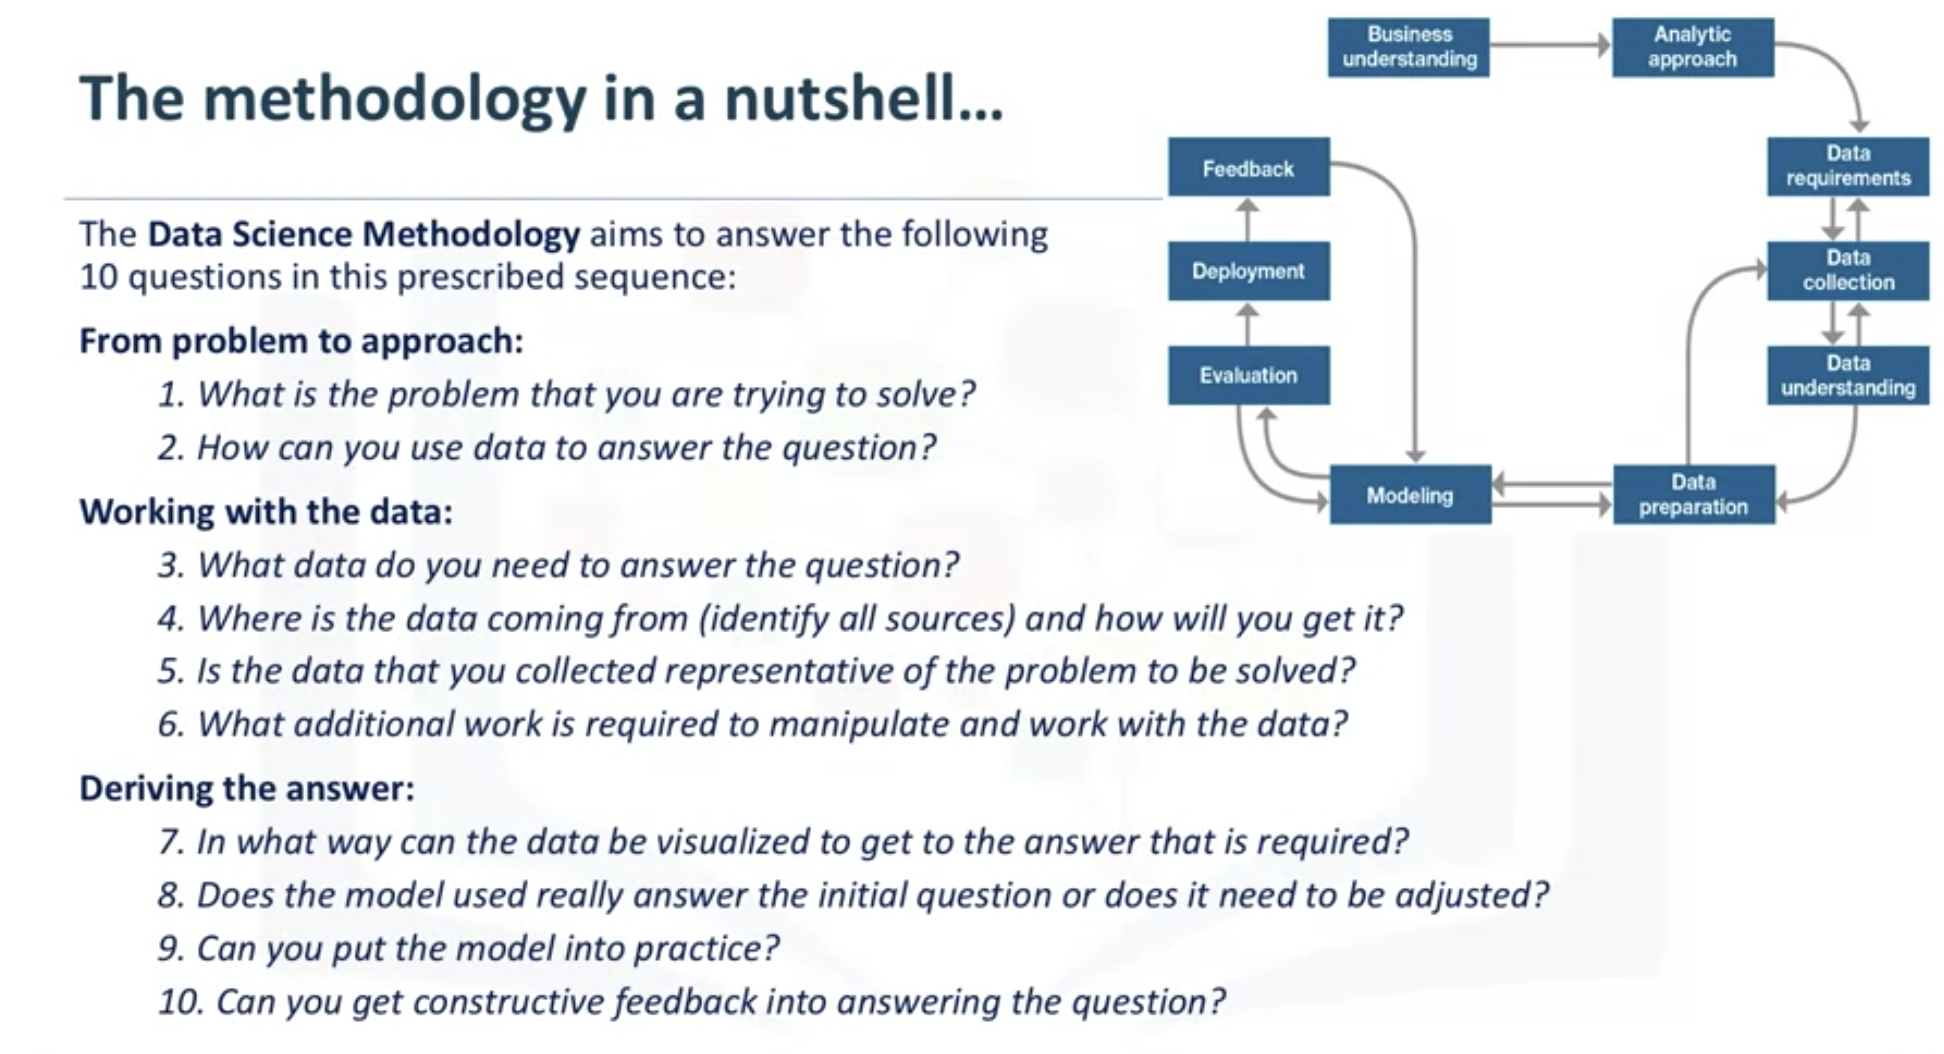 The methodology in a nutshell...
The Data Science Methodology aims to answer the following
10 questions in this prescribed sequence:
From problem to approach:
1. What is the problem that you are trying to solve?
2. How can you use data to answer the question?
Working with the data:
3. What data do you need to answer the question?
4. Where is the data coming from (identify all sources) and how will you get it?
5. Is the data that you collected representative of the problem to be solved?
6. What additional work is required to manipulate and work with the data?
Deriving the answer:
7. In what way can the data be visualized to get to the answer that is required?
8. Does the model used really answer the initial question or does it need to be adjusted?
9. Can you put the model into practice?
10. Can you get constructive feedback into answering the question?
Business
understanding
Analytic
approach
Data
requirements
Data
collection
Data
understanding
Data
preparation
Modeling
Evaluation
Deployment
Feedback